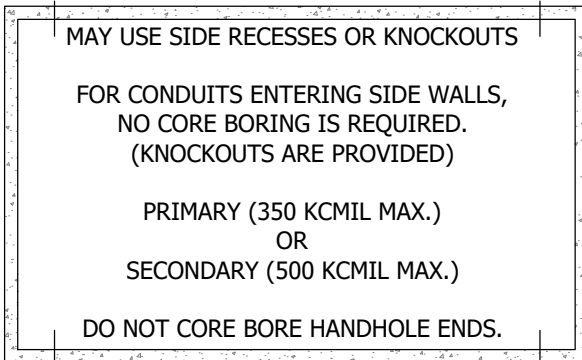 MAY USE SIDE RECESSES OR KNOCKOUTS
FOR CONDUITS ENTERING SIDE WALLS,
NO CORE BORING IS REQUIRED.
(KNOCKOUTS ARE PROVIDED)
PRIMARY (350 KCMIL MAX.)
OR
SECONDARY (500 KCMIL MAX.)
DO NOT CORE BORE HANDHOLE ENDS.